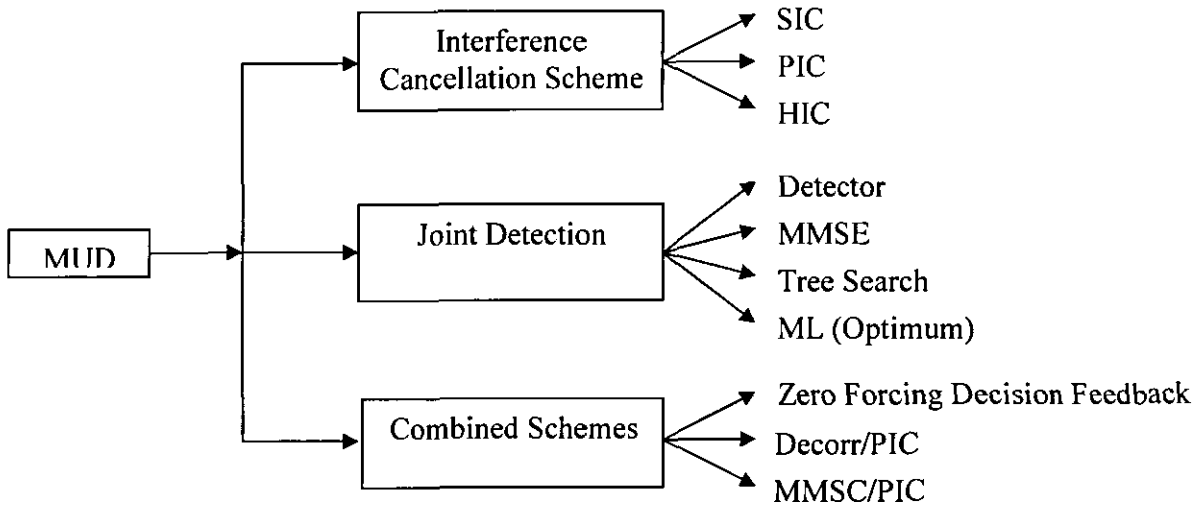 MUD
Interference
Cancellation Scheme
SIC
PIC
HIC
Joint Detection
Detector
MMSE
Tree Search
ML (Optimum)
Combined Schemes
Zero Forcing Decision Feedback
Decorr/PIC
MMSC/PIC